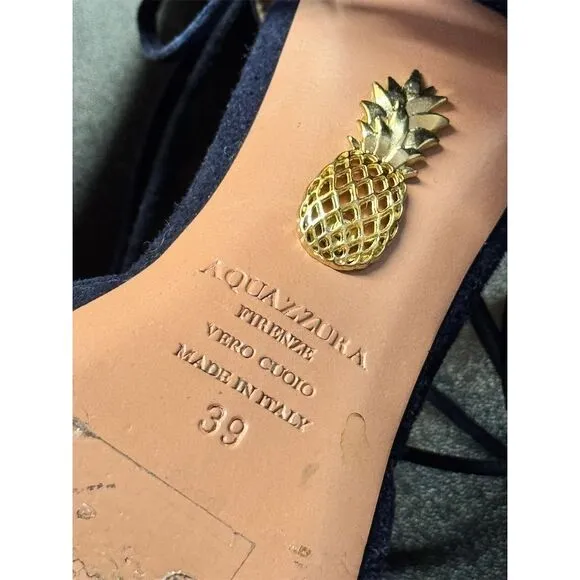 AQUAZZURA
FIRENZE
VERO CUOIO
MADE IN ITALY
39